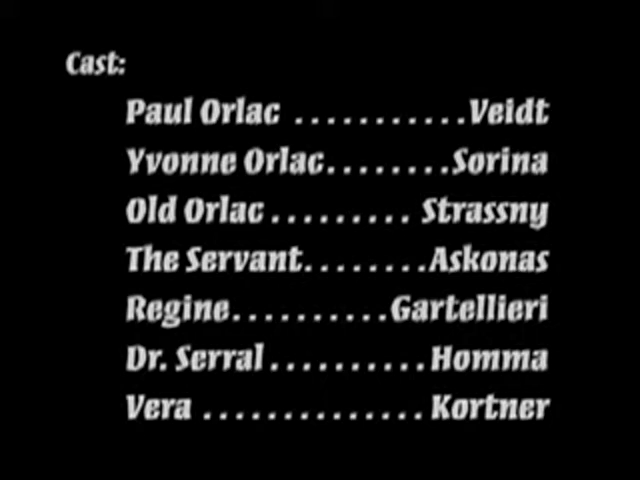 Cast:
Paul Orlac ...........Veidt
Yvonne Orlac........Sorina
Old Orlac......... Strassny
The Servant........Askonas
Regine..........Gartellieri
Dr. Serral..........Homma
Vera ..............Kortner